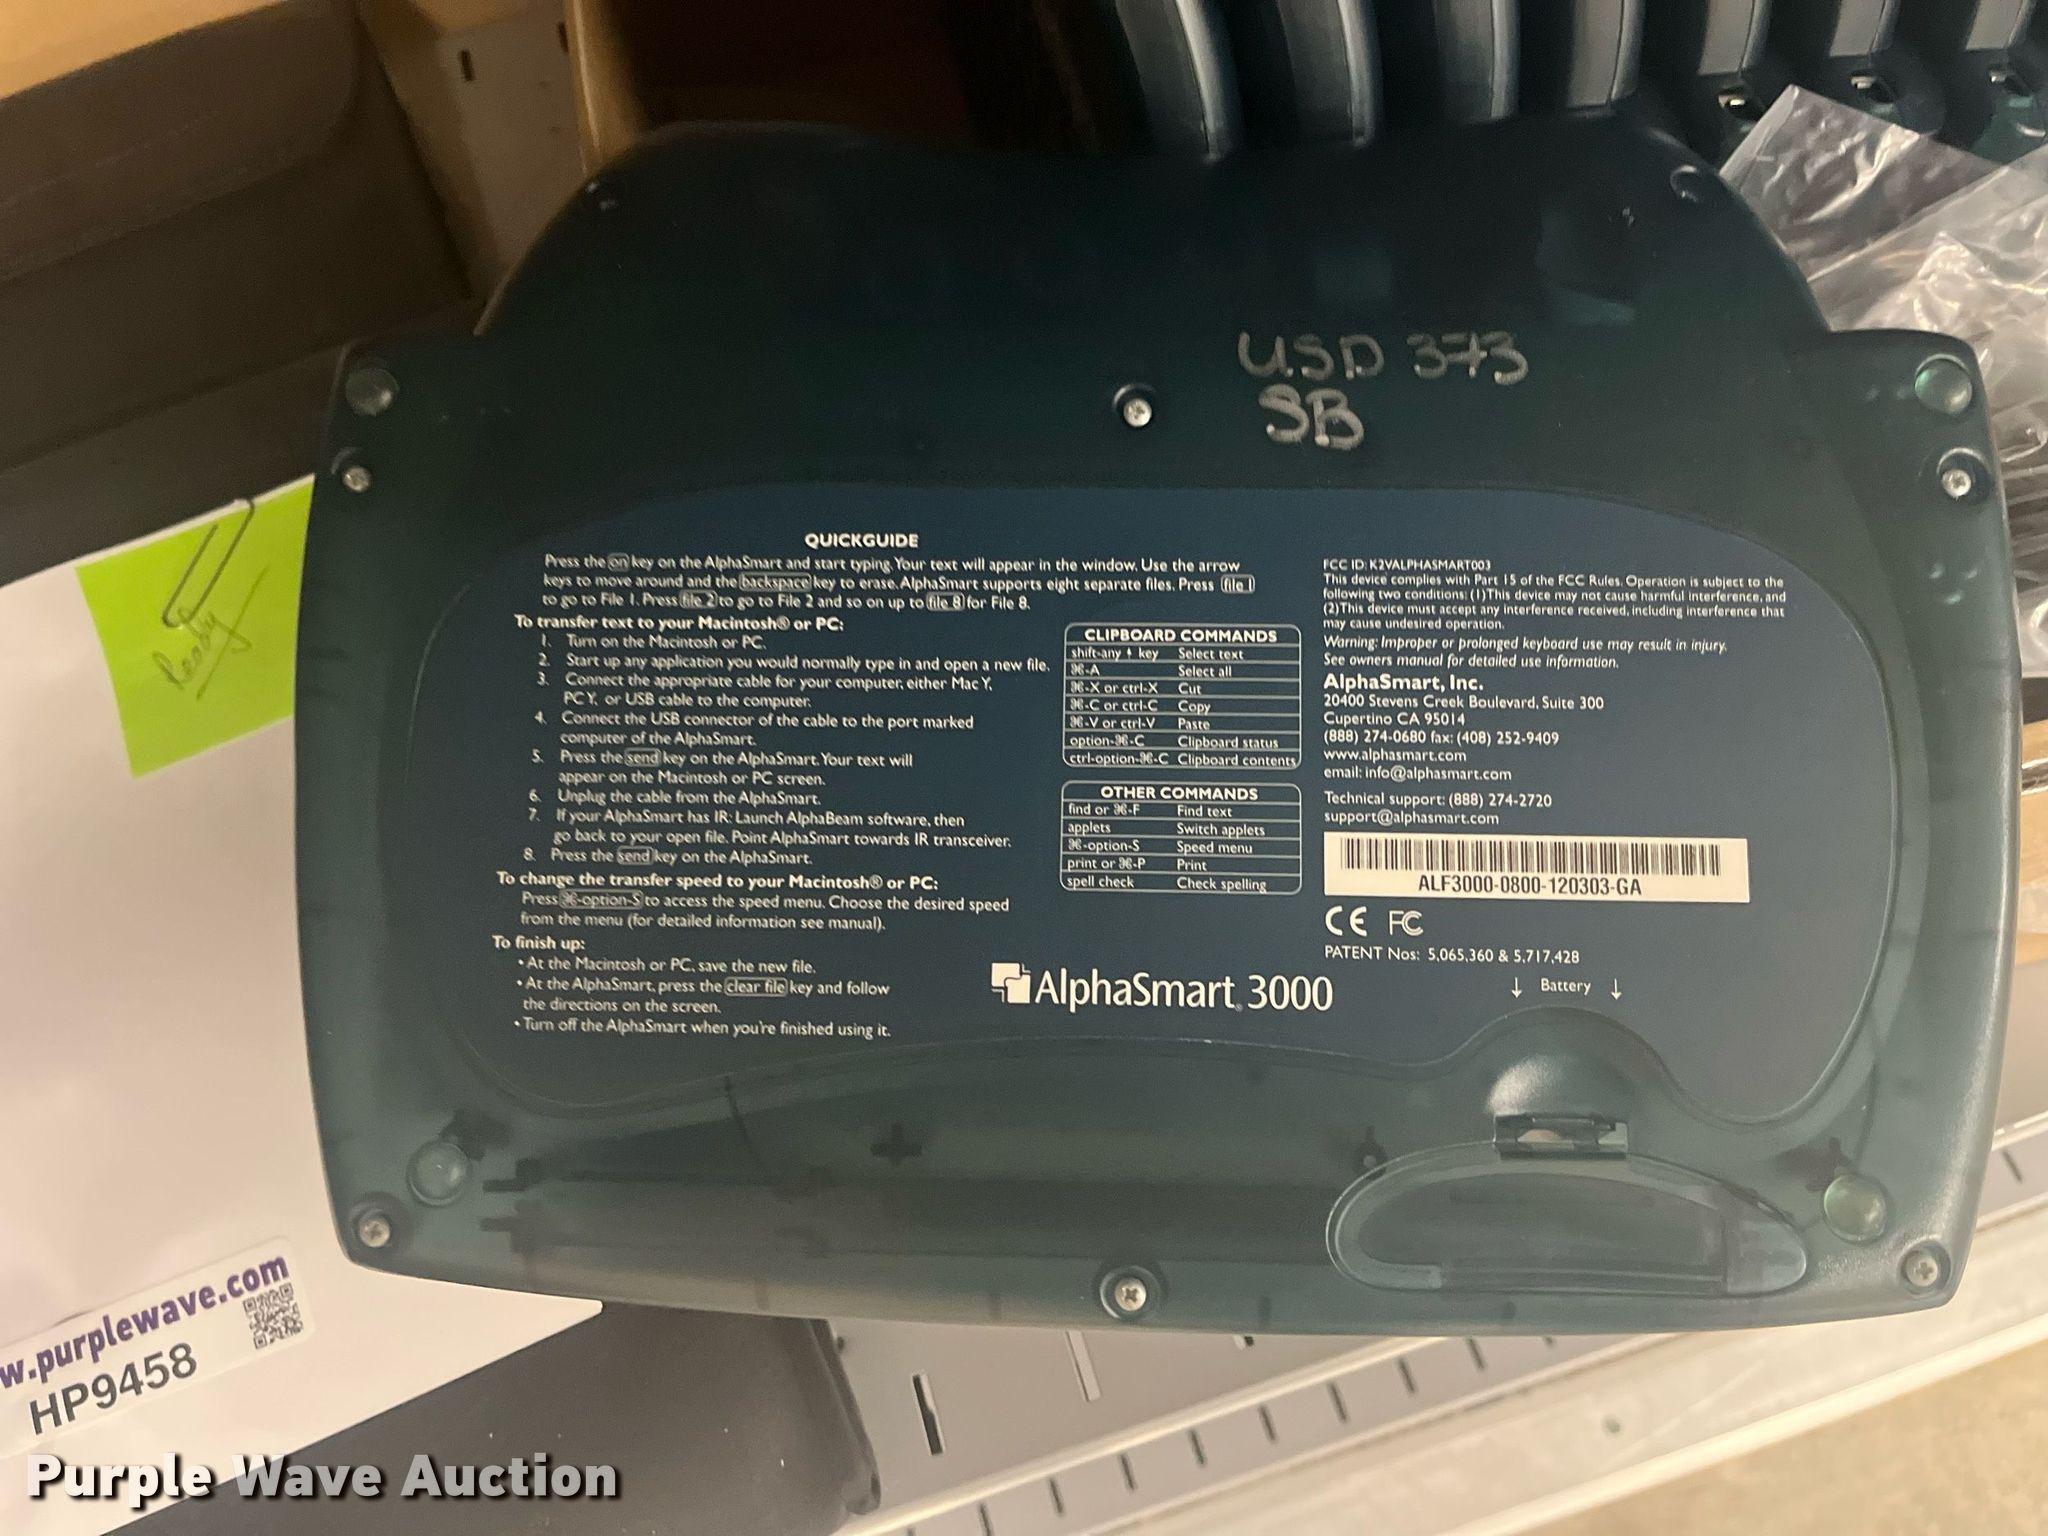 USD 373
SB
QUICKGUIDE
Press the on key on the AlphaSmart and start typing. Your text will appear in the window. Use the arrow
keys to move around and the backspace key to erase. AlphaSmart supports eight separate files. Press file 1
to go to File 1. Press file 2 to go to File 2 and so on up to file 8 for File 8.
To transfer text to your Macintosh® or PC:
1. Turn on the Macintosh or PC.
2. Start up any application you would normally type in and open a new file.
3. Connect the appropriate cable for your computer, either Mac Y,
PC Y, or USB cable to the computer.
4. Connect the USB connector of the cable to the port marked
computer of the AlphaSmart.
5. Press the send key on the AlphaSmart. Your text will
appear on the Macintosh or PC screen.
6. Unplug the cable from the AlphaSmart.
7. If your AlphaSmart has IR: Launch AlphaBeam software, then
go back to your open file. Point AlphaSmart towards IR transceiver.
8. Press the send key on the AlphaSmart.
To change the transfer speed to your Macintosh® or PC:
Press ⌘-option-S to access the speed menu. Choose the desired speed
from the menu (for detailed information see manual).
To finish up:
• At the Macintosh or PC, save the new file.
• At the AlphaSmart, press the clear file key and follow
the directions on the screen.
• Turn off the AlphaSmart when you're finished using it.
CLIPBOARD COMMANDS
shift-any ♦ key Select text
⌘-A Select all
⌘-X or ctrl-X Cut
⌘-C or ctrl-C Copy
⌘-V or ctrl-V Paste
option-⌘-C Clipboard status
ctrl-option-⌘-C Clipboard contents
OTHER COMMANDS
find or ⌘-F Find text
applets Switch applets
⌘-option-S Speed menu
print or ⌘-P Print
spell check Check spelling
AlphaSmart® 3000
FCC ID: K2VALPHASMART003
This device complies with Part 15 of the FCC Rules. Operation is subject to the
following two conditions: (1)This device may not cause harmful interference, and
(2)This device must accept any interference received, including interference that
may cause undesired operation.
Warning: Improper or prolonged keyboard use may result in injury.
See owners manual for detailed use information.
AlphaSmart, Inc.
20400 Stevens Creek Boulevard, Suite 300
Cupertino CA 95014
(888) 274-0680 fax: (408) 252-9409
www.alphasmart.com
email: info@alphasmart.com
Technical support: (888) 274-2720
support@alphasmart.com
ALF3000-0800-120303-GA
CE FC
PATENT Nos: 5,065,360 & 5,717,428
↓ Battery ↓
Ready
w.purplewave.com
HP9458
Purple Wave Auction